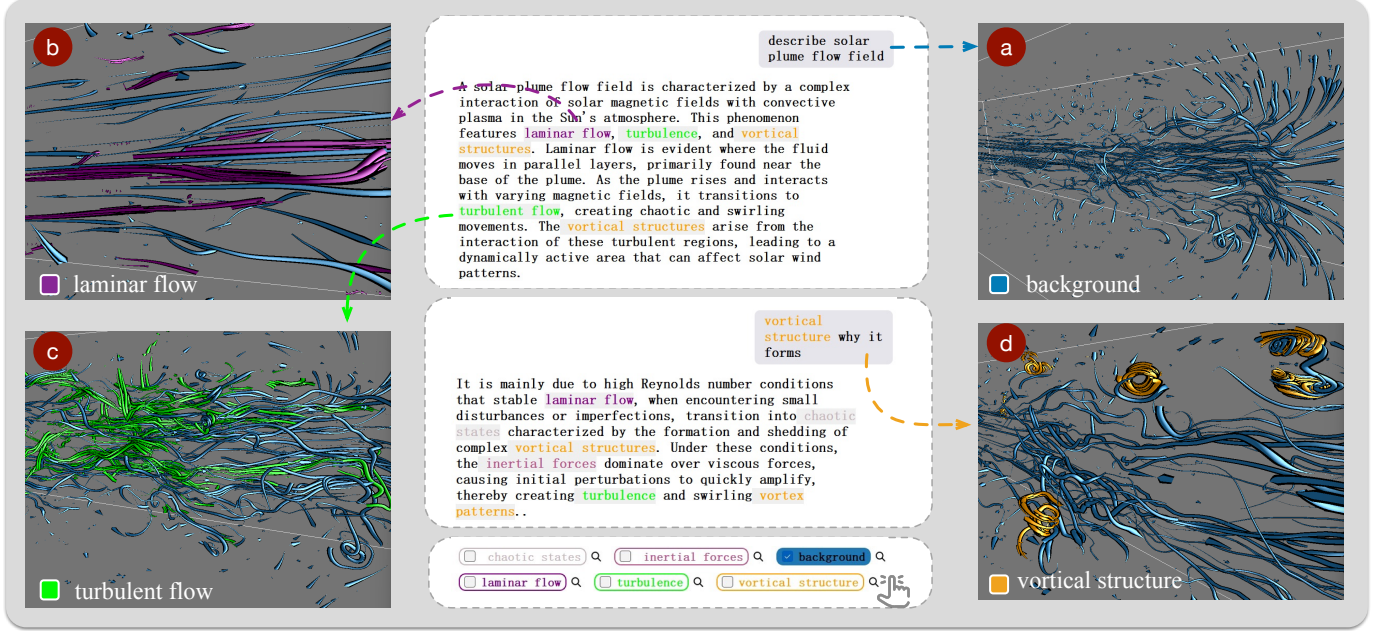 b
laminar flow
c
turbulent flow
describe solar
plume flow field
A solar plume flow field is characterized by a complex
interaction of solar magnetic fields with convective
plasma in the Sun's atmosphere. This phenomenon
features laminar flow, turbulence, and vortical
structures. Laminar flow is evident where the fluid
moves in parallel layers, primarily found near the
base of the plume. As the plume rises and interacts
with varying magnetic fields, it transitions to
turbulent flow, creating chaotic and swirling
movements. The vortical structures arise from the
interaction of these turbulent regions, leading to a
dynamically active area that can affect solar wind
patterns.
vortical
structure why it
forms
It is mainly due to high Reynolds number conditions
that stable laminar flow, when encountering small
disturbances or imperfections, transition into chaotic
states characterized by the formation and shedding of
complex vortical structures. Under these conditions,
the inertial forces dominate over viscous forces,
causing initial perturbations to quickly amplify,
thereby creating turbulence and swirling vortex
patterns..
chaotic states inertial forces background
laminar flow turbulence vortical structure
a
background
d
vortical structure